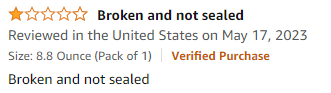 Broken and not sealed
Reviewed in the United States on May 17, 2023
Size: 8.8 Ounce (Pack of 1) | Verified Purchase
Broken and not sealed